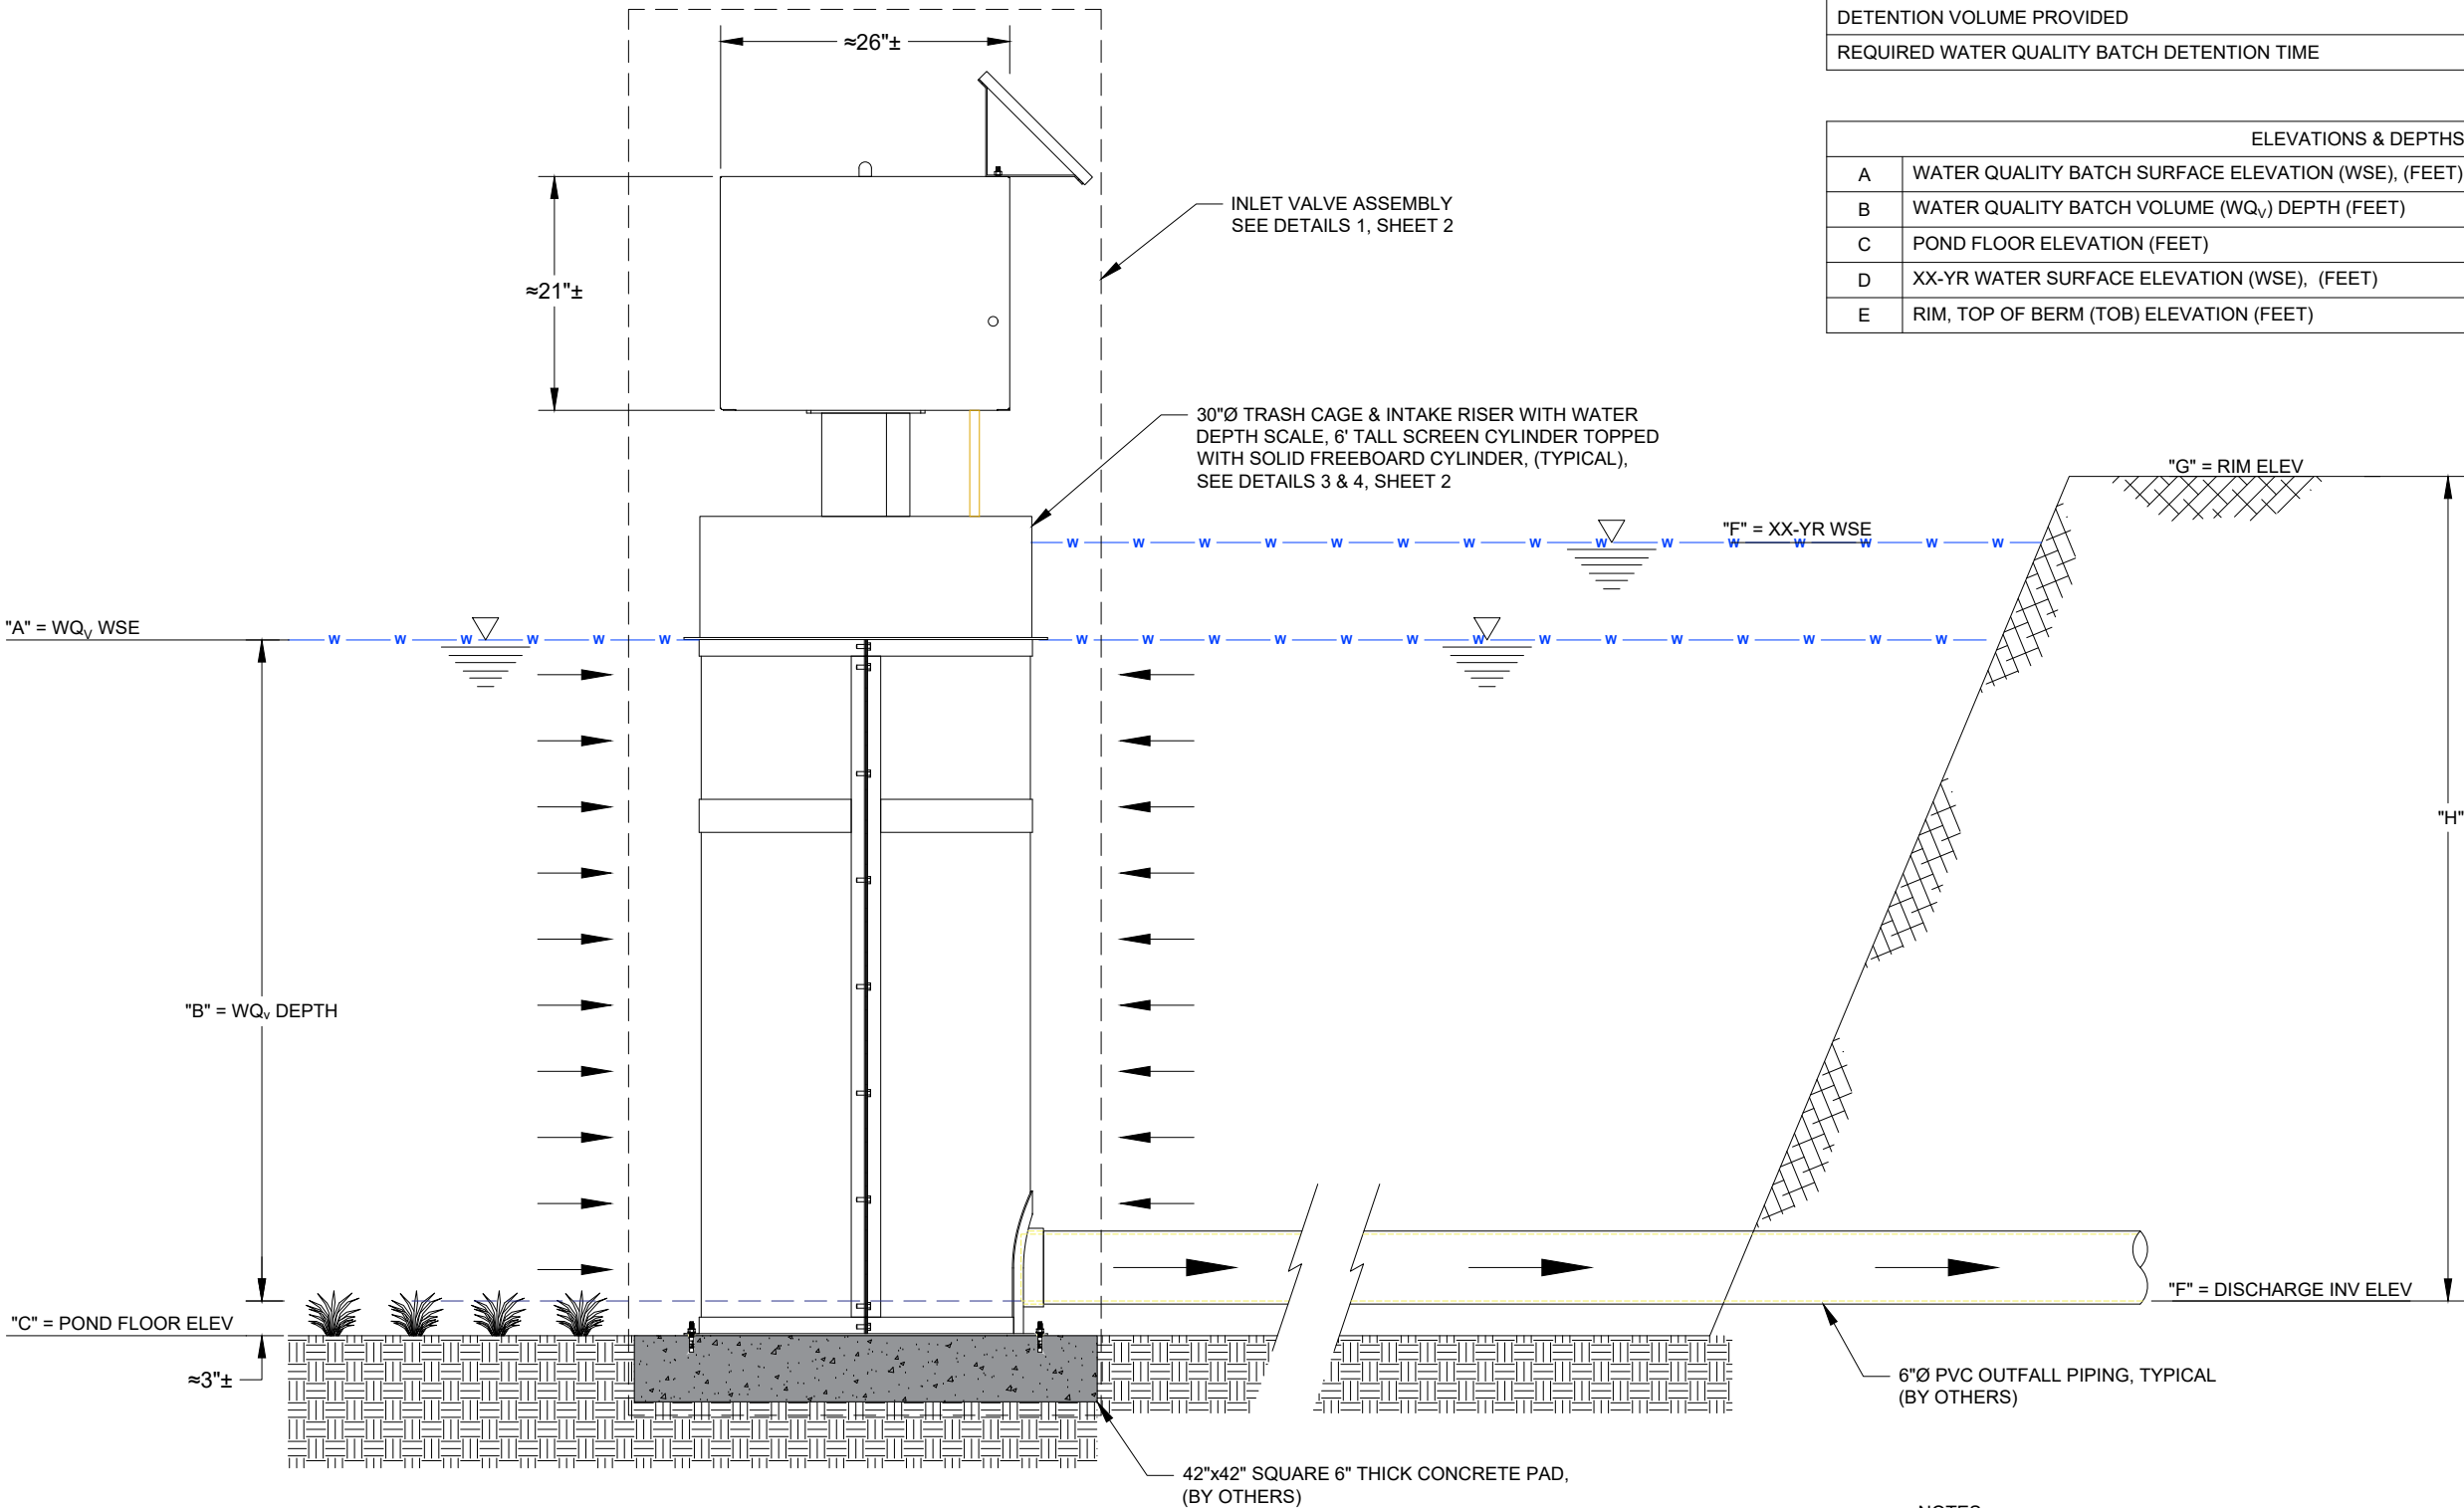 DETENTION VOLUME PROVIDED
REQUIRED WATER QUALITY BATCH DETENTION TIME
ELEVATIONS & DEPTHS
A WATER QUALITY BATCH SURFACE ELEVATION (WSE), (FEET)
B WATER QUALITY BATCH VOLUME (WQV) DEPTH (FEET)
C POND FLOOR ELEVATION (FEET)
D XX-YR WATER SURFACE ELEVATION (WSE), (FEET)
E RIM, TOP OF BERM (TOB) ELEVATION (FEET)
≈26"±
≈21"±
INLET VALVE ASSEMBLY
SEE DETAILS 1, SHEET 2
30"Ø TRASH CAGE & INTAKE RISER WITH WATER
DEPTH SCALE, 6' TALL SCREEN CYLINDER TOPPED
WITH SOLID FREEBOARD CYLINDER, (TYPICAL),
SEE DETAILS 3 & 4, SHEET 2
"G" = RIM ELEV
"F" = XX-YR WSE
W W W W W W W W W W W W W W W
"A" = WQV WSE
W W W W W W W W W W W W W W W W W W W W
"H"
"B" = WQv DEPTH
"F" = DISCHARGE INV ELEV
"C" = POND FLOOR ELEV
≈3"±
6"Ø PVC OUTFALL PIPING, TYPICAL
(BY OTHERS)
42"x42" SQUARE 6" THICK CONCRETE PAD,
(BY OTHERS)